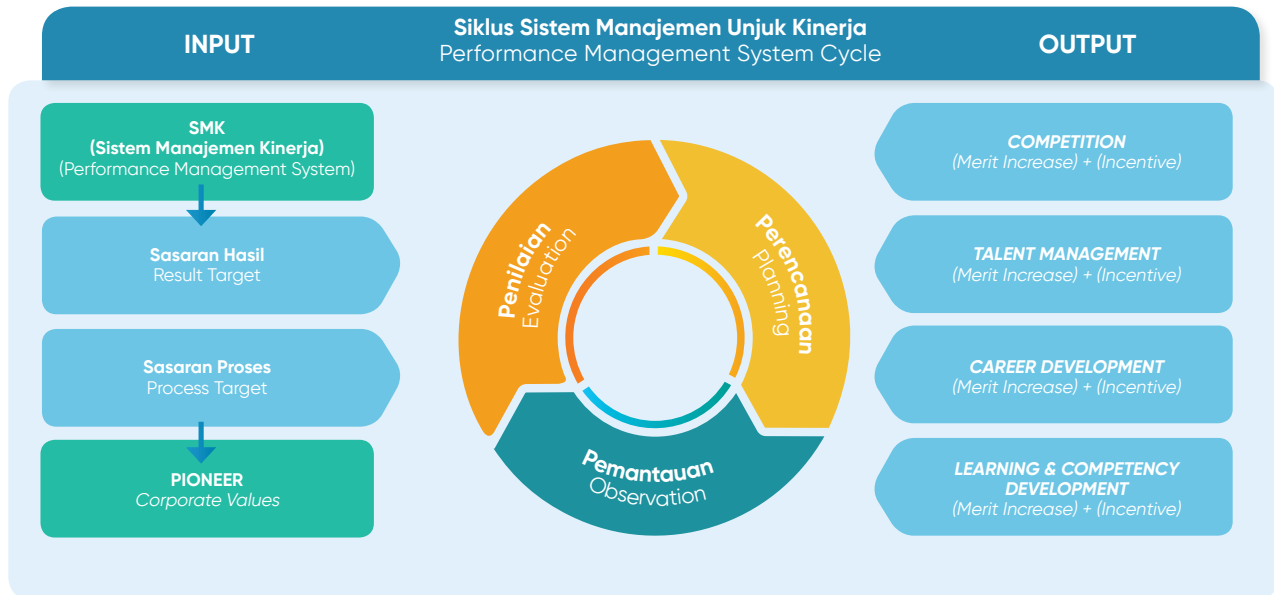 INPUT
Siklus Sistem Manajemen Unjuk Kinerja
Performance Management System Cycle
OUTPUT
SMK
(Sistem Manajemen Kinerja)
(Performance Management System)
Sasaran Hasil
Result Target
Sasaran Proses
Process Target
PIONEER
Corporate Values
Penilaian
Evaluation
Perencanaan
Planning
Pemantauan
Observation
COMPETITION
(Merit Increase) + (Incentive)
TALENT MANAGEMENT
(Merit Increase) + (Incentive)
CAREER DEVELOPMENT
(Merit Increase) + (Incentive)
LEARNING & COMPETENCY
DEVELOPMENT
(Merit Increase) + (Incentive)